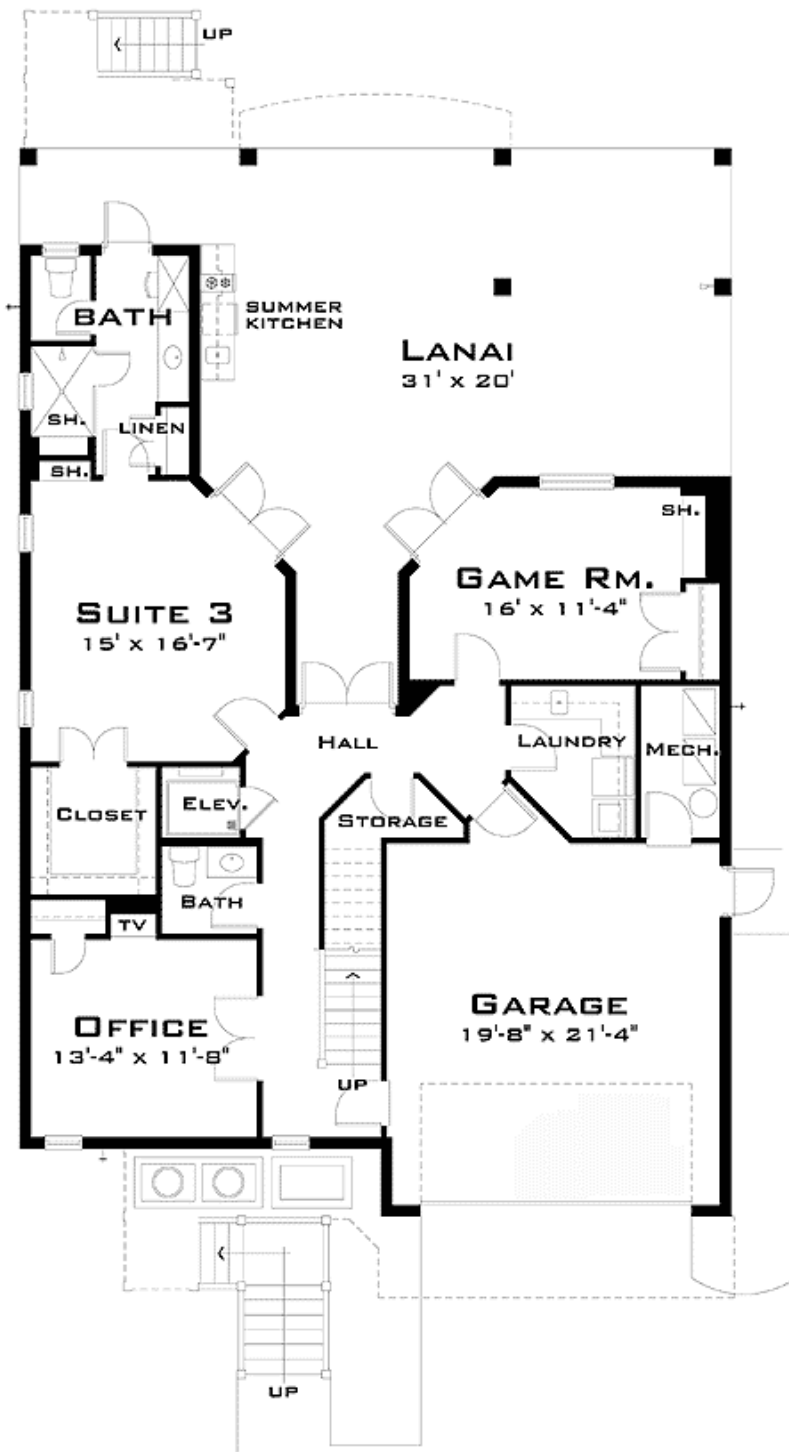 UP
BATH
SUMMER
KITCHEN
LANAI
31' x 20'
SH.
LINEN
SH.
SH.
GAME RM.
16' x 11'-4"
SUITE 3
15' x 16'-7"
HALL
LAUNDRY
MECH.
CLOSET
ELEV.
STORAGE
BATH
TV
OFFICE
13'-4" x 11'-8"
GARAGE
19'-8" x 21'-4"
UP
UP